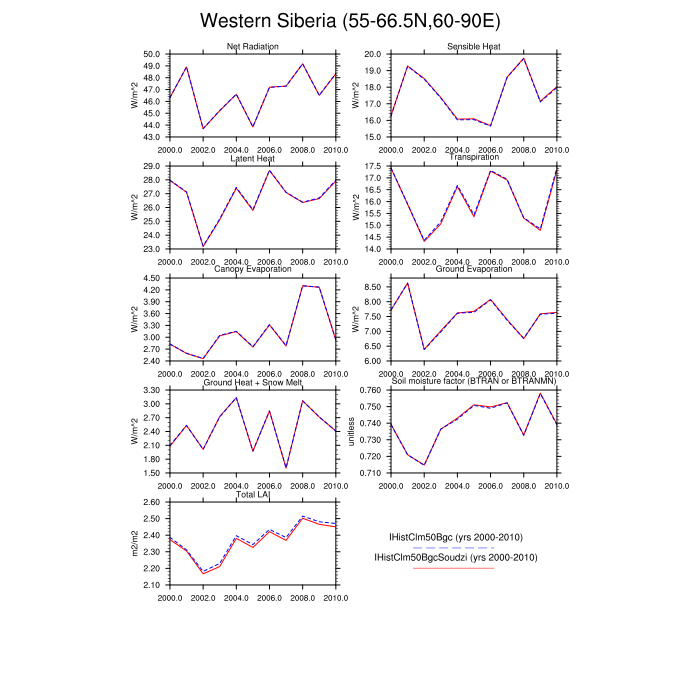 Western Siberia (55-66.5N,60-90E)
Net Radiation
50.0
49.0
48.0
47.0
46.0
45.0
44.0
43.0
W/m^2
2000.0 2002.0 2004.0 2006.0 2008.0 2010.0
Sensible Heat
20.0
19.0
18.0
17.0
16.0
15.0
W/m^2
2000.0 2002.0 2004.0 2006.0 2008.0 2010.0
Latent Heat
29.0
28.0
27.0
26.0
25.0
24.0
23.0
W/m^2
2000.0 2002.0 2004.0 2006.0 2008.0 2010.0
Transpiration
17.5
17.0
16.5
16.0
15.5
15.0
14.5
14.0
W/m^2
2000.0 2002.0 2004.0 2006.0 2008.0 2010.0
Canopy Evaporation
4.50
4.20
3.90
3.60
3.30
3.00
2.70
2.40
W/m^2
2000.0 2002.0 2004.0 2006.0 2008.0 2010.0
Ground Evaporation
8.50
8.00
7.50
7.00
6.50
6.00
W/m^2
2000.0 2002.0 2004.0 2006.0 2008.0 2010.0
Ground Heat + Snow Melt
3.30
3.00
2.70
2.40
2.10
1.80
1.50
W/m^2
2000.0 2002.0 2004.0 2006.0 2008.0 2010.0
Soil moisture factor (BTRAN or BTRANMN)
0.760
0.750
0.740
0.730
0.720
0.710
unitless
2000.0 2002.0 2004.0 2006.0 2008.0 2010.0
Total LAI
2.60
2.50
2.40
2.30
2.20
2.10
m2/m2
2000.0 2002.0 2004.0 2006.0 2008.0 2010.0
IHistClm50Bgc (yrs 2000-2010)
IHistClm50BgcSoudzi (yrs 2000-2010)